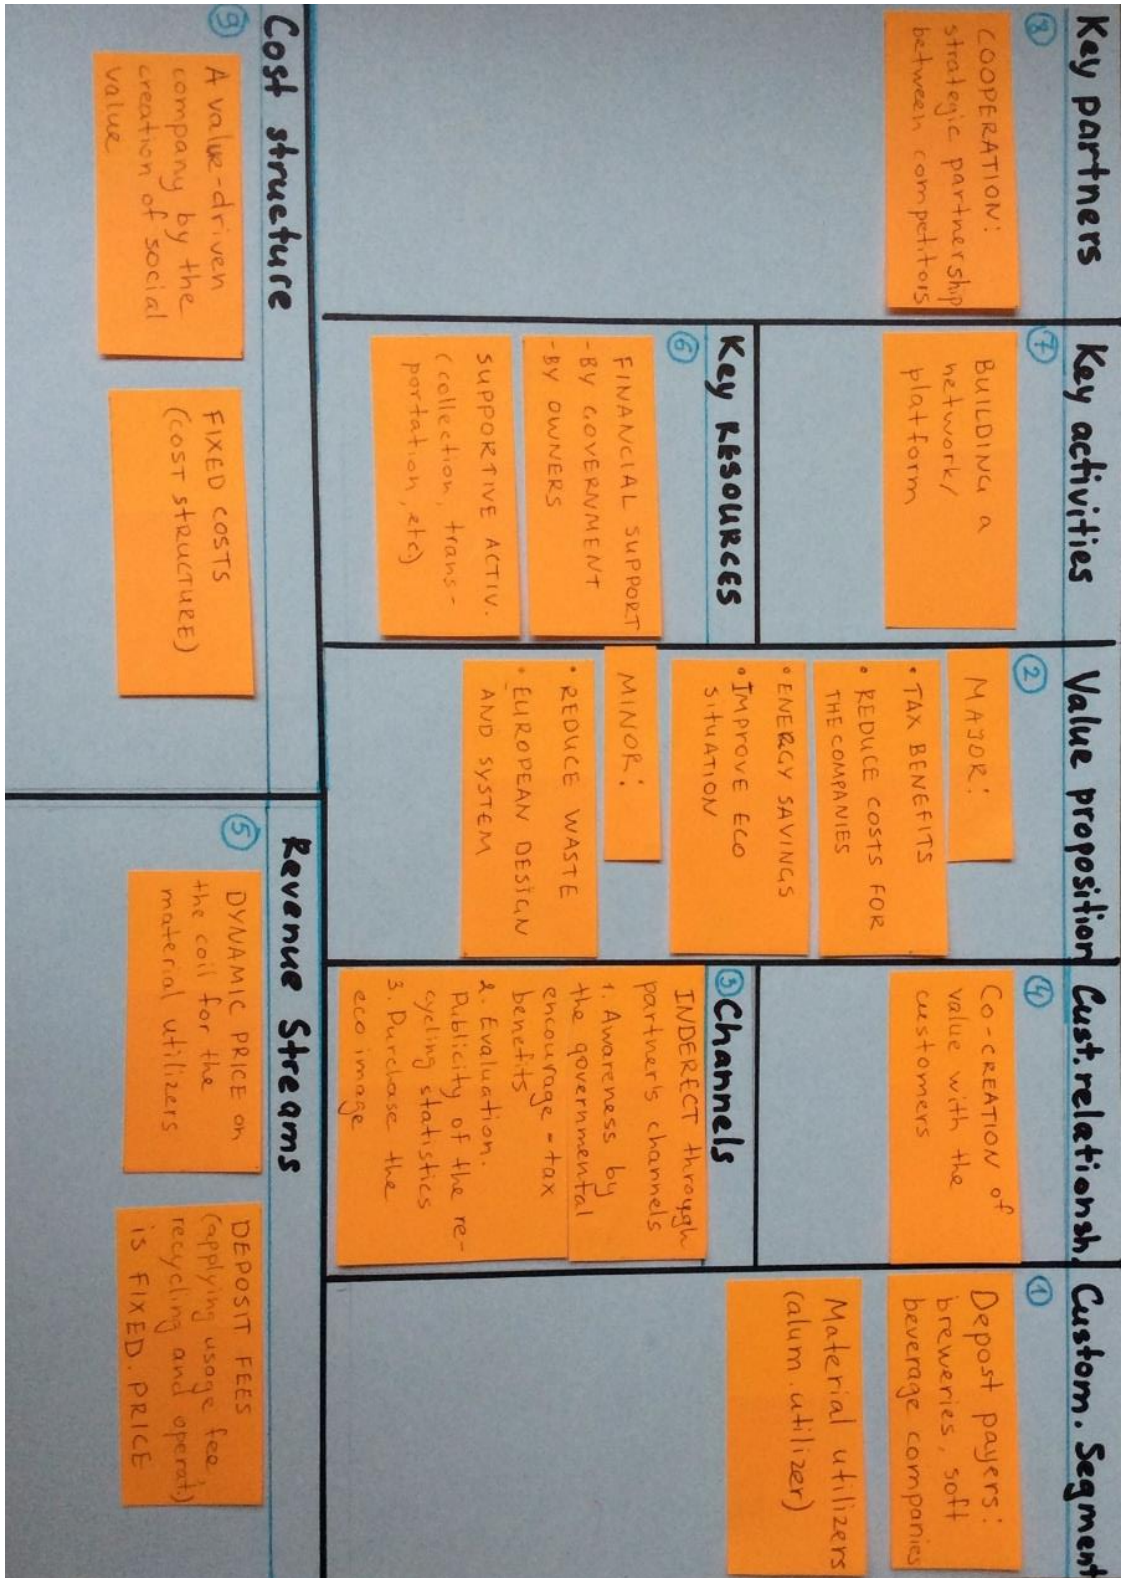 Key partners
8
COOPERATION:
strategic partnership
between competitors
Key activities
7
BUILDING a
network/
platform
Key RESOURCES
6
FINANCIAL SUPPORT
- BY GOVERNMENT
- BY OWNERS
SUPPORTIVE ACTIV.
(collection, trans-
portation, etc)
Value proposition
2
MAJOR:
• TAX BENEFITS
• REDUCE COSTS FOR
THE COMPANIES
• ENERGY SAVINGS
• IMPROVE ECO
SITUATION
MINOR:
• REDUCE WASTE
• EUROPEAN DESIGN
AND SYSTEM
Cust. relationsh.
4
CO-CREATION of
value with the
customers
3 Channels
INDERECT through
partner's channels
1. Awareness by
the governmental
encourage - tax
benefits
2. Evaluation.
Publicity of the re-
cycling statistics
3. Purchase the
eco image
Custom. Segment
1
Depost payers:
breweries, soft
beverage companies
Material utilizers
(alum. utilizer)
Cost structure
9
A value-driven
company by the
creation of social
value
FIXED COSTS
(COST STRUCTURE)
Revenue Streams
5
DYNAMIC PRICE on
the coil for the
material utilizers
DEPOSIT FEES
(applying usage fee,
recycling and operat.)
is FIXED. PRICE